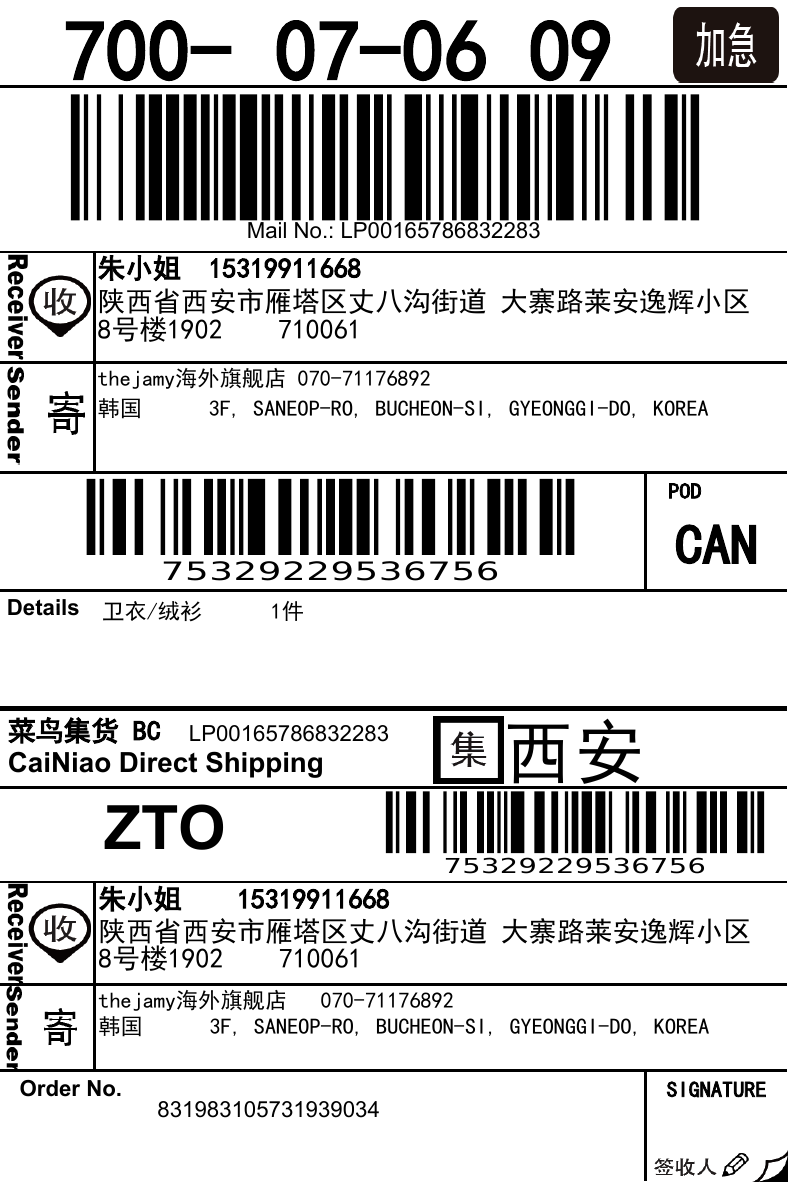 700- 07-06 09 加急
Mail No.: LP00165786832283
Receiver 收 朱小姐 15319911668
陕西省西安市雁塔区丈八沟街道 大寨路莱安逸辉小区
8号楼1902 710061
Sender 寄 thejamy海外旗舰店 070-71176892
韩国 3F, SANEOP-RO, BUCHEON-SI, GYEONGGI-DO, KOREA
75329229536756
POD
CAN
Details 卫衣/绒衫 1件
菜鸟集货 BC LP00165786832283 集 西安
CaiNiao Direct Shipping
ZTO
75329229536756
Receiver 收 朱小姐 15319911668
陕西省西安市雁塔区丈八沟街道 大寨路莱安逸辉小区
8号楼1902 710061
Sender 寄 thejamy海外旗舰店 070-71176892
韩国 3F, SANEOP-RO, BUCHEON-SI, GYEONGGI-DO, KOREA
Order No.
831983105731939034
SIGNATURE
签收人